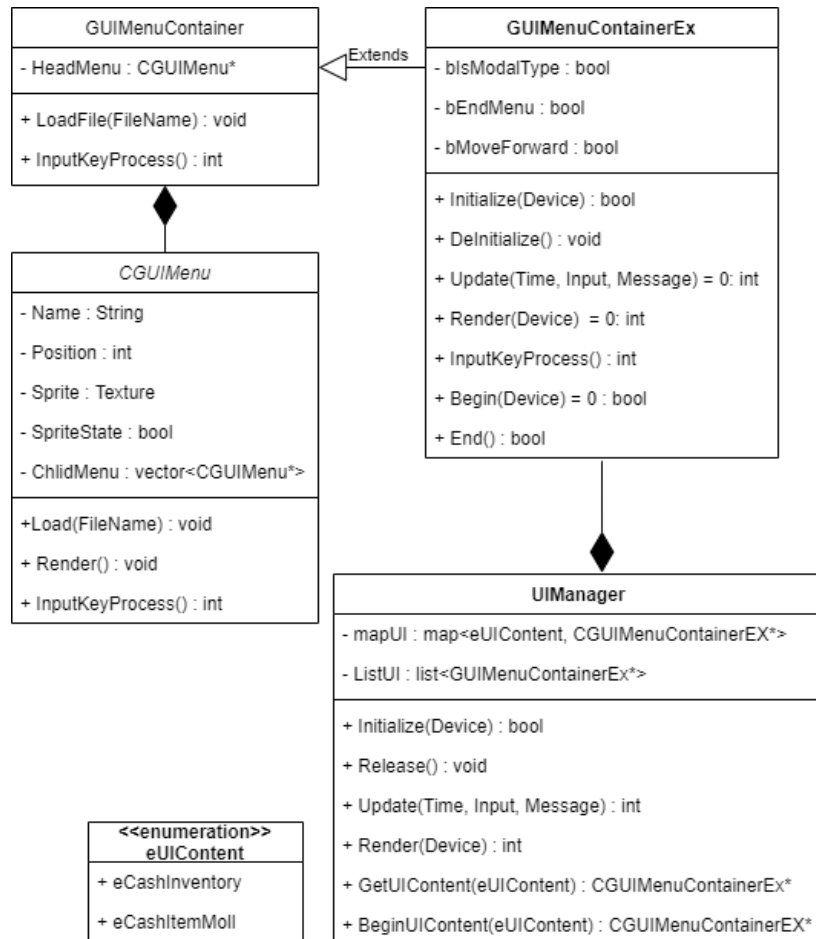 GUIMenuContainer
- HeadMenu : CGUIMenu*
+ LoadFile(FileName) : void
+ InputKeyProcess() : int
Extends
GUIMenuContainerEx
- bIsModalType : bool
- bEndMenu : bool
- bMoveForward : bool
+ Initialize(Device) : bool
+ DeInitialize() : void
+ Update(Time, Input, Message) = 0: int
+ Render(Device) = 0: int
+ InputKeyProcess() : int
+ Begin(Device) = 0 : bool
+ End() : bool
CGUIMenu
- Name : String
- Position : int
- Sprite : Texture
- SpriteState : bool
- ChlidMenu : vector<CGUIMenu*>
+Load(FileName) : void
+ Render() : void
+ InputKeyProcess() : int
UIManager
- mapUI : map<eUIContent, CGUIMenuContainerEX*>
- ListUI : list<GUIMenuContainerEx*>
+ Initialize(Device) : bool
+ Release() : void
+ Update(Time, Input, Message) : int
+ Render(Device) : int
+ GetUIContent(eUIContent) : CGUIMenuContainerEx*
+ BeginUIContent(eUIContent) : CGUIMenuContainerEX*
<<enumeration>>
eUIContent
+ eCashInventory
+ eCashItemMoll